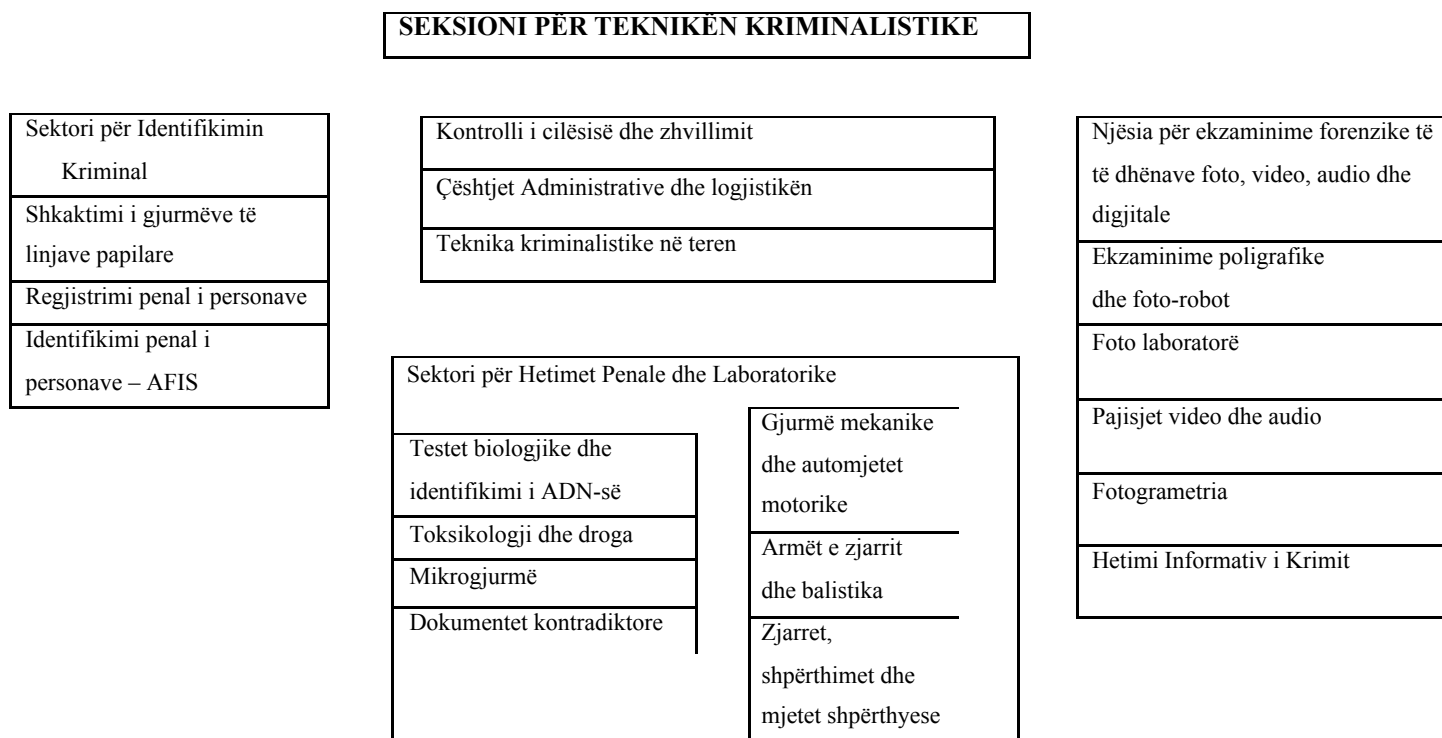 SEKSIONI PËR TEKNIKËN KRIMINALISTIKE
Sektori për Identifikimin
Kriminal
Shkaktimi i gjurmëve të
linjave papilare
Regjistrimi penal i personave
Identifikimi penal i
personave – AFIS
Kontrolli i cilësisë dhe zhvillimit
Çështjet Administrative dhe logjistikën
Teknika kriminalistike në teren
Sektori për Hetimet Penale dhe Laboratorike
Testet biologjike dhe
identifikimi i ADN-së
Toksikologji dhe droga
Mikrogjurmë
Dokumentet kontradiktore
Gjurmë mekanike
dhe automjetet
motorike
Armët e zjarrit
dhe balistika
Zjarret,
shpërthimet dhe
mjetet shpërthyese
Njësia për ekzaminime forenzike të
të dhënave foto, video, audio dhe
digjitale
Ekzaminime poligrafike
dhe foto-robot
Foto laboratorë
Pajisjet video dhe audio
Fotogrametria
Hetimi Informativ i Krimit